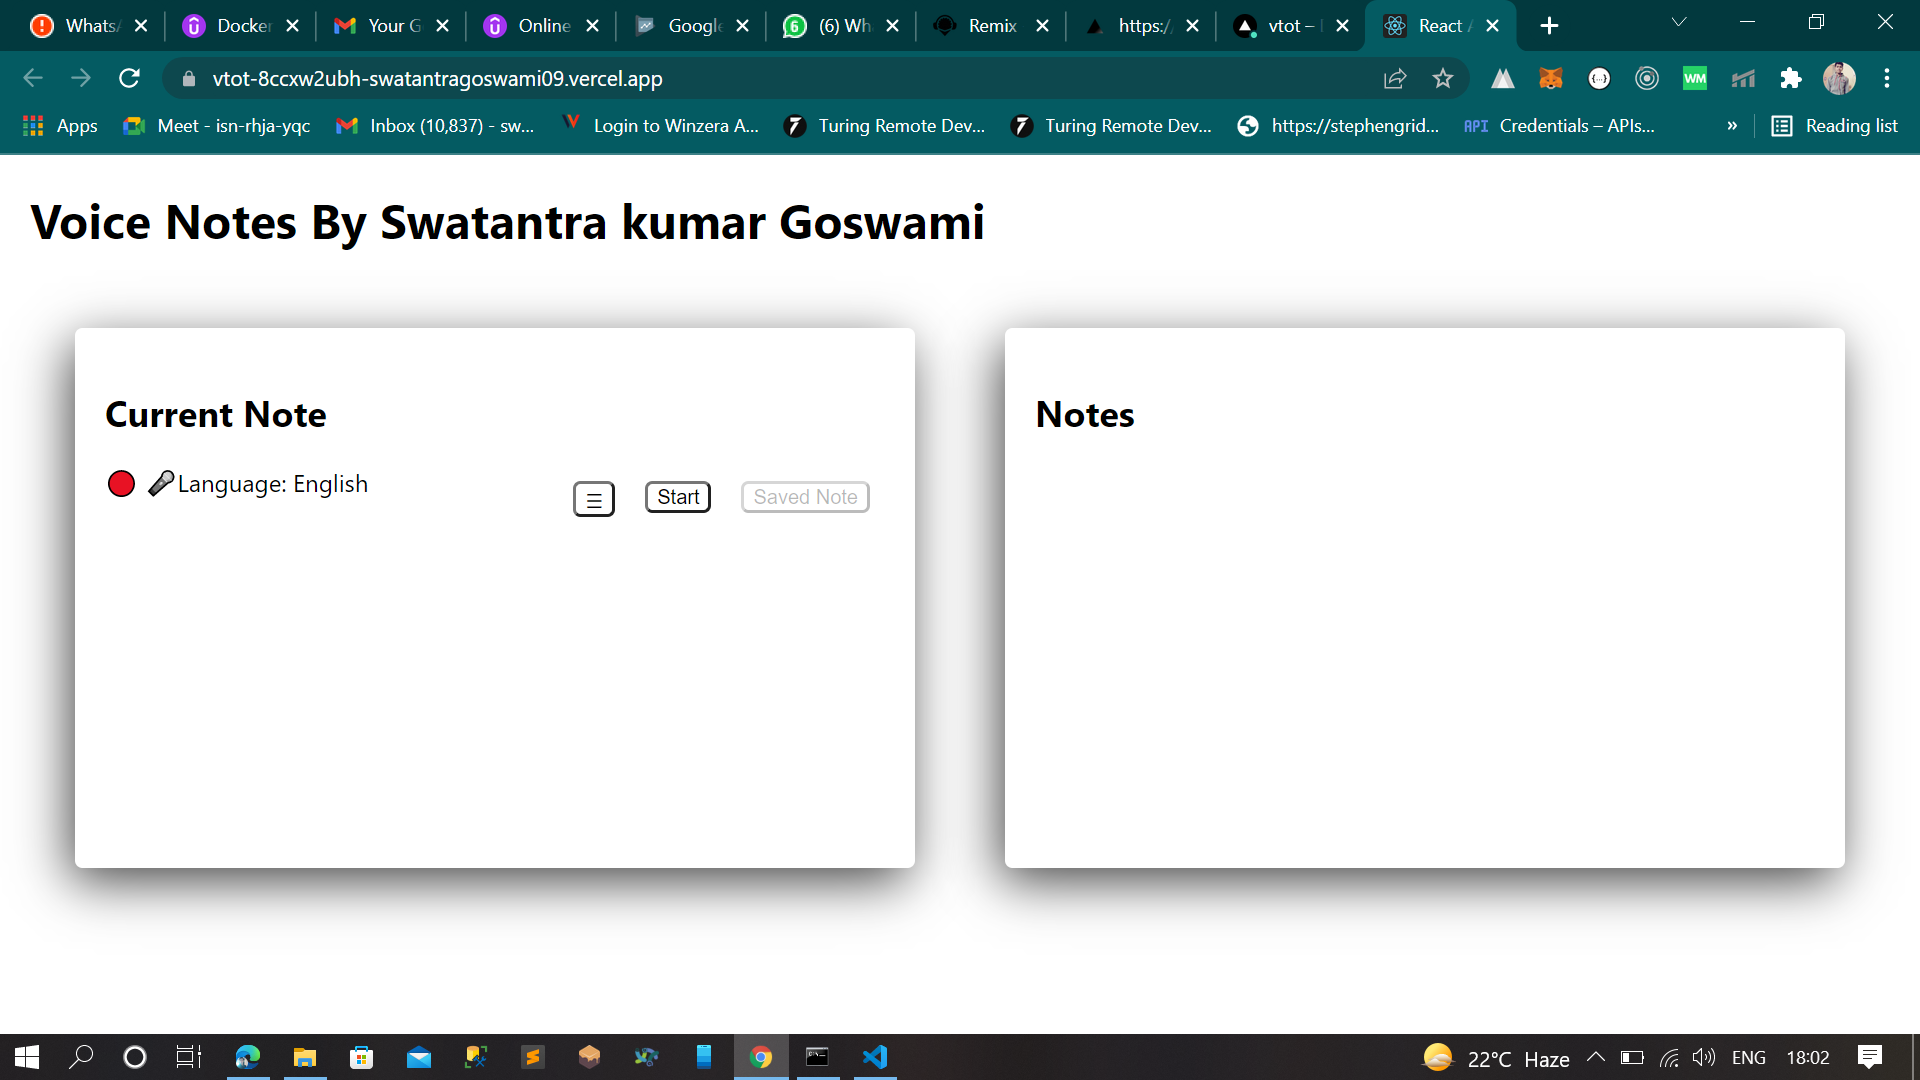 Whats
Docker
Your G
Online
Google
(6) Wh
Remix
https:/
vtot –
React
vtot-8ccxw2ubh-swatantragoswami09.vercel.app
Apps
Meet - isn-rhja-yqc
Inbox (10,837) - sw...
Login to Winzera A...
Turing Remote Dev...
Turing Remote Dev...
https://stephengrid...
API Credentials – APIs...
»
Reading list
Voice Notes By Swatantra kumar Goswami
Current Note
Language: English
Start
Saved Note
Notes
22°C Haze
ENG
18:02